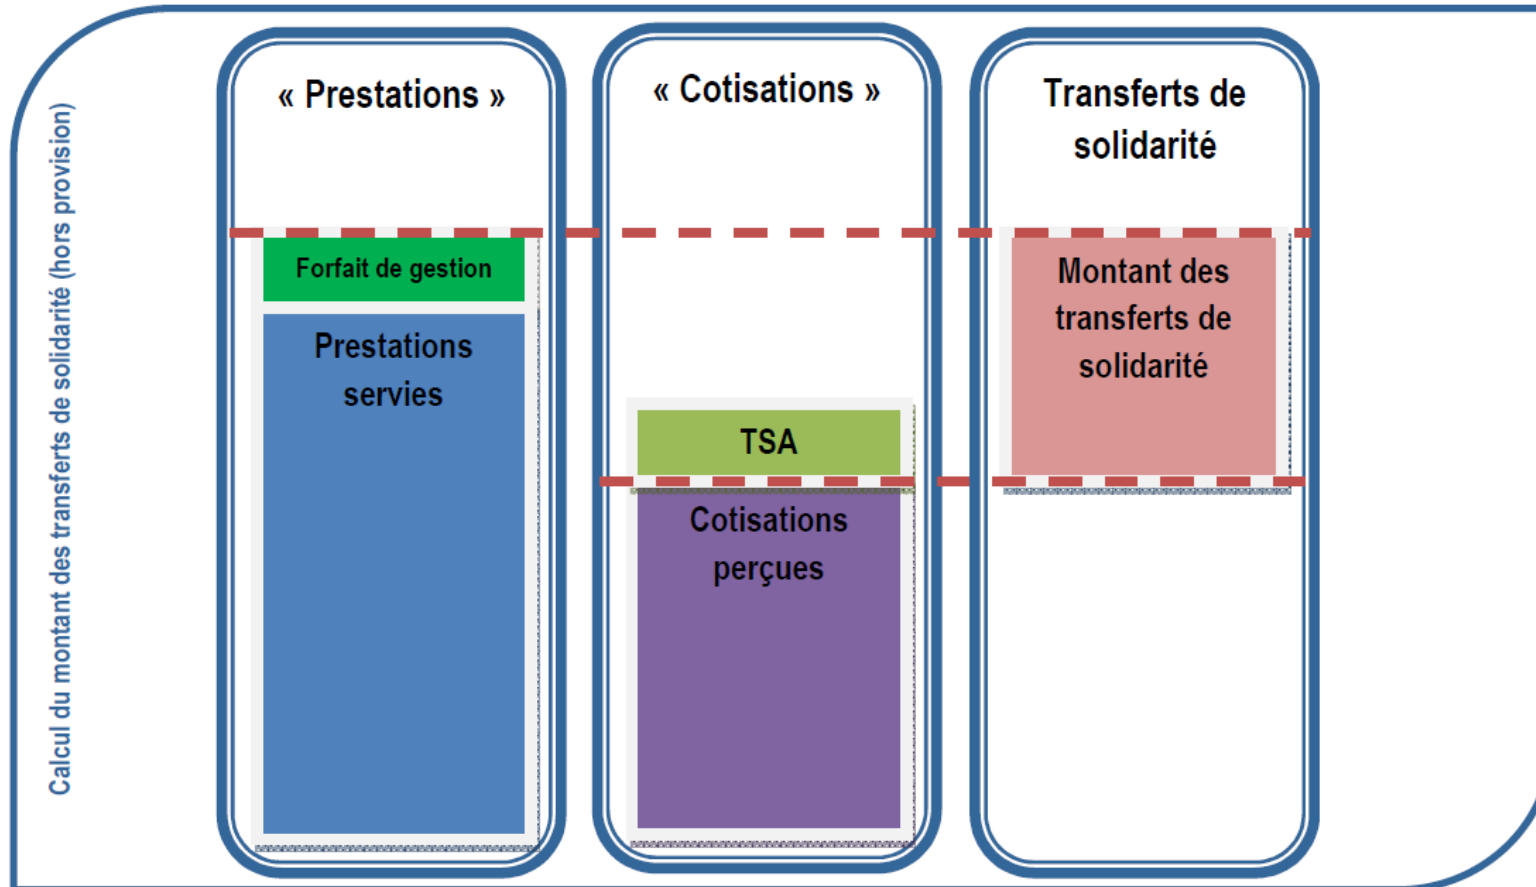 Calcul du montant des transferts de solidarité (hors provision)
« Prestations »
Forfait de gestion
Prestations
servies
« Cotisations »
TSA
Cotisations
perçues
Transferts de
solidarité
Montant des
transferts de
solidarité